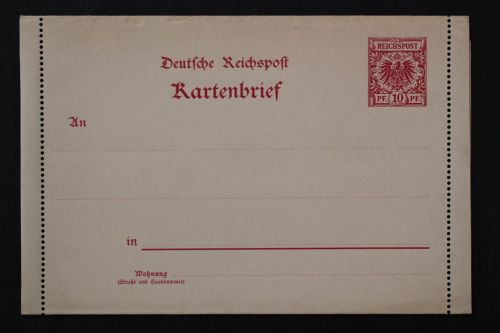 REICHSPOST
PF. 10 PF.
Deutsche Reichspost
Kartenbrief
An
in
Wohnung
(Straße und Hausnummer)